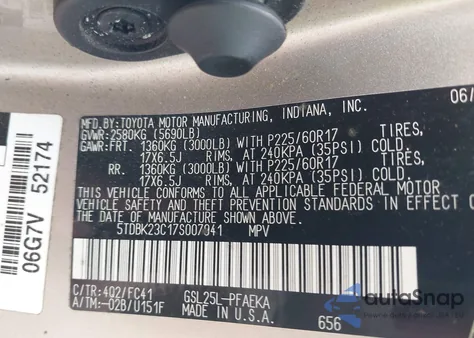 06/
MFD. BY:TOYOTA MOTOR MANUFACTURING, INDIANA, INC.
GVWR:2580KG (5690LB)
GAWR:FRT. 1360KG (3000LB) WITH P225/60R17 TIRES,
17X6.5J RIMS, AT 240KPA (35PSI) COLD.
RR. 1360KG (3000LB) WITH P225/60R17 TIRES,
17X6.5J RIMS, AT 240KPA (35PSI) COLD.
THIS VEHICLE CONFORMS TO ALL APPLICABLE FEDERAL MOTOR
VEHICLE SAFETY AND THEFT PREVENTION STANDARDS IN EFFECT O
THE DATE OF MANUFACTURE SHOWN ABOVE.
5TDBK23C17S007941 MPV
C/TR:402/FC41 GSL25L-PFAEKA
A/TM:-02B/U151F MADE IN U.S.A. 656
06G7V 52174
autoSnap